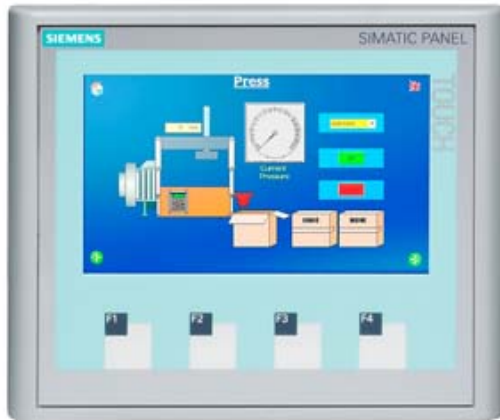 SIEMENS
SIMATIC PANEL
TOUCH
Press
Current
Pressure
F1
F2
F3
F4